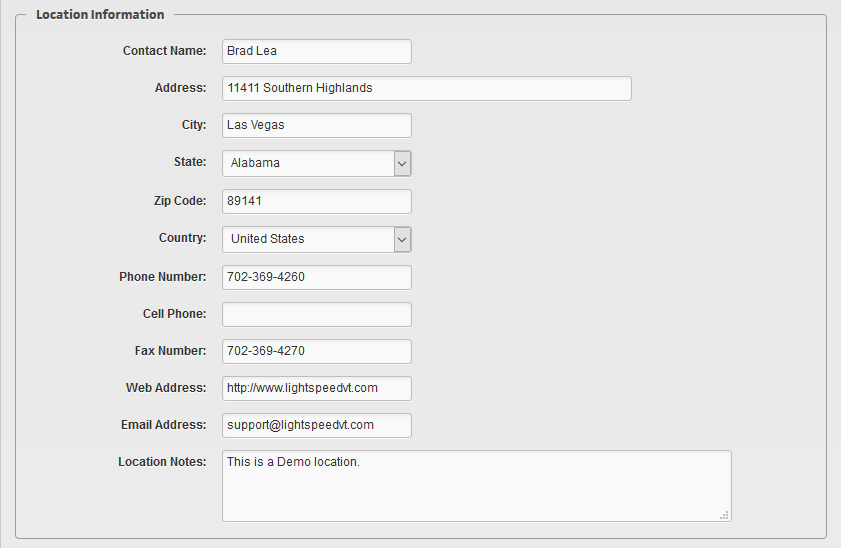 Location Information
Contact Name: Brad Lea
Address: 11411 Southern Highlands
City: Las Vegas
State: Alabama
Zip Code: 89141
Country: United States
Phone Number: 702-369-4260
Cell Phone:
Fax Number: 702-369-4270
Web Address: http://www.lightspeedvt.com
Email Address: support@lightspeedvt.com
Location Notes: This is a Demo location.